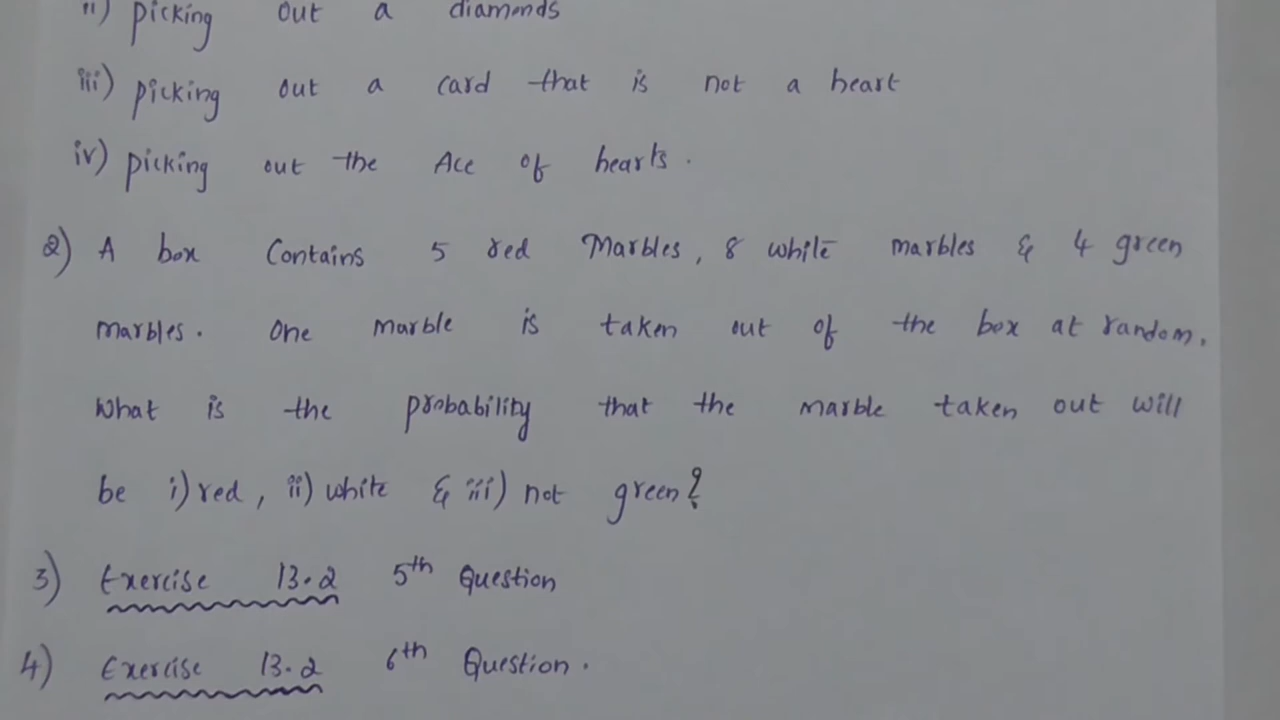 ii) picking out a diamonds
iii) picking out a card that is not a heart
iv) picking out the Ace of hearts.
2) A box Contains 5 red Marbles, 8 white marbles & 4 green
marbles. One marble is taken out of the box at random.
What is the probability that the marble taken out will
be i) red, ii) white & iii) not green?
3) Exercise 13.2 5th Question
4) Exercise 13.2 6th Question.